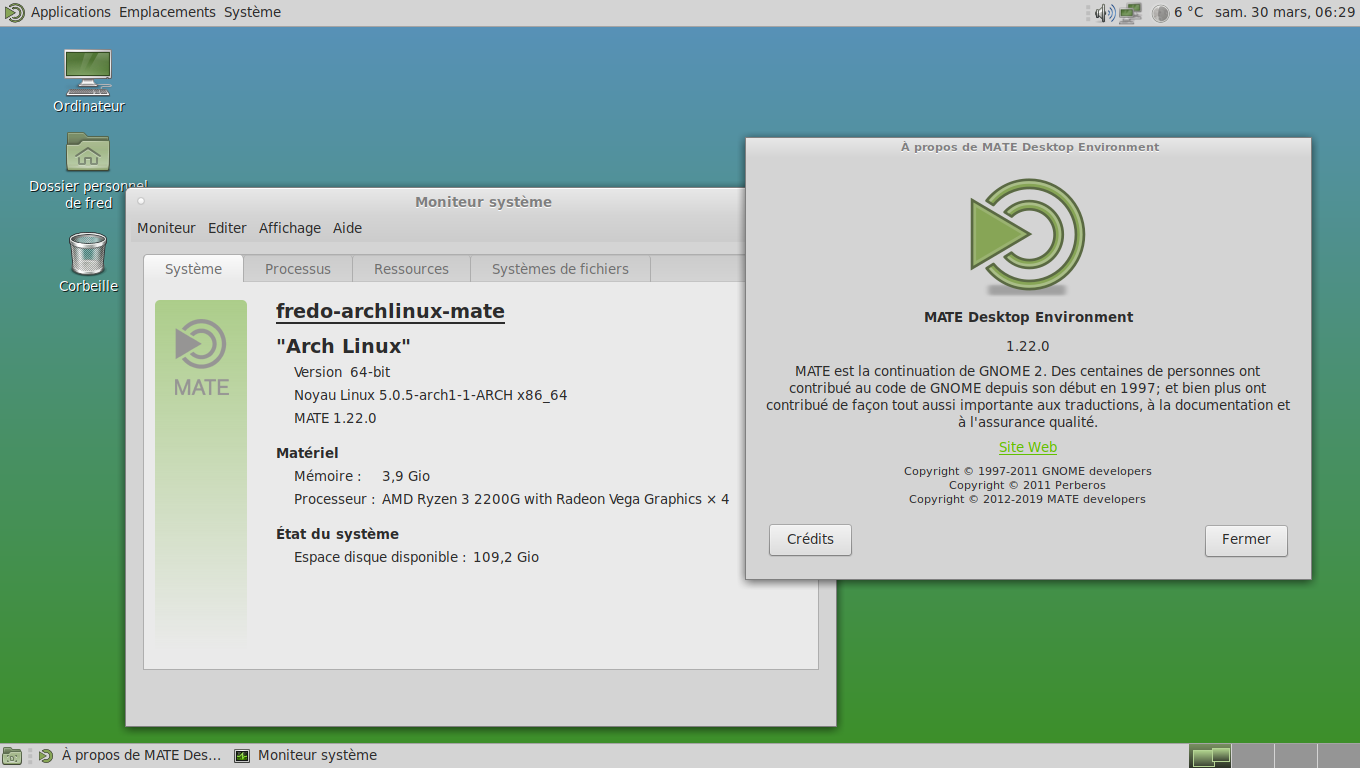 Applications Emplacements Système
6 °C sam. 30 mars, 06:29
Ordinateur
Dossier personnel
de fred
Corbeille
Moniteur système
Moniteur Editer Affichage Aide
Système Processus Ressources Systèmes de fichiers
MATE
fredo-archlinux-mate
"Arch Linux"
Version 64-bit
Noyau Linux 5.0.5-arch1-1-ARCH x86_64
MATE 1.22.0
Matériel
Mémoire : 3,9 Gio
Processeur : AMD Ryzen 3 2200G with Radeon Vega Graphics × 4
État du système
Espace disque disponible : 109,2 Gio
À propos de MATE Desktop Environment
MATE Desktop Environment
1.22.0
MATE est la continuation de GNOME 2. Des centaines de personnes ont
contribué au code de GNOME depuis son début en 1997; et bien plus ont
contribué de façon tout aussi importante aux traductions, à la documentation et
à l'assurance qualité.
Site Web
Copyright © 1997-2011 GNOME developers
Copyright © 2011 Perberos
Copyright © 2012-2019 MATE developers
Crédits Fermer
À propos de MATE Des... Moniteur système